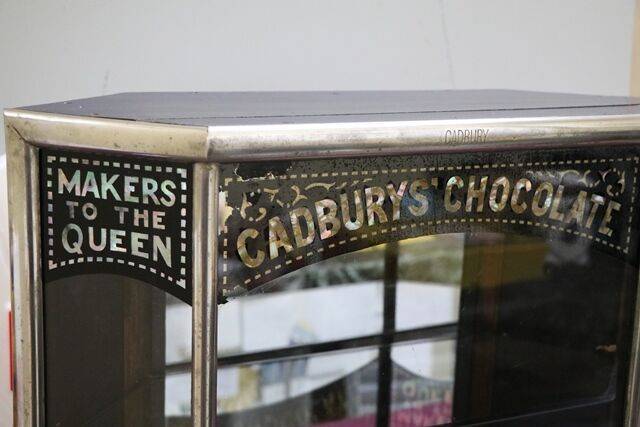 CADBURY
MAKERS
TO THE
QUEEN
CADBURYS' CHOCOLATE